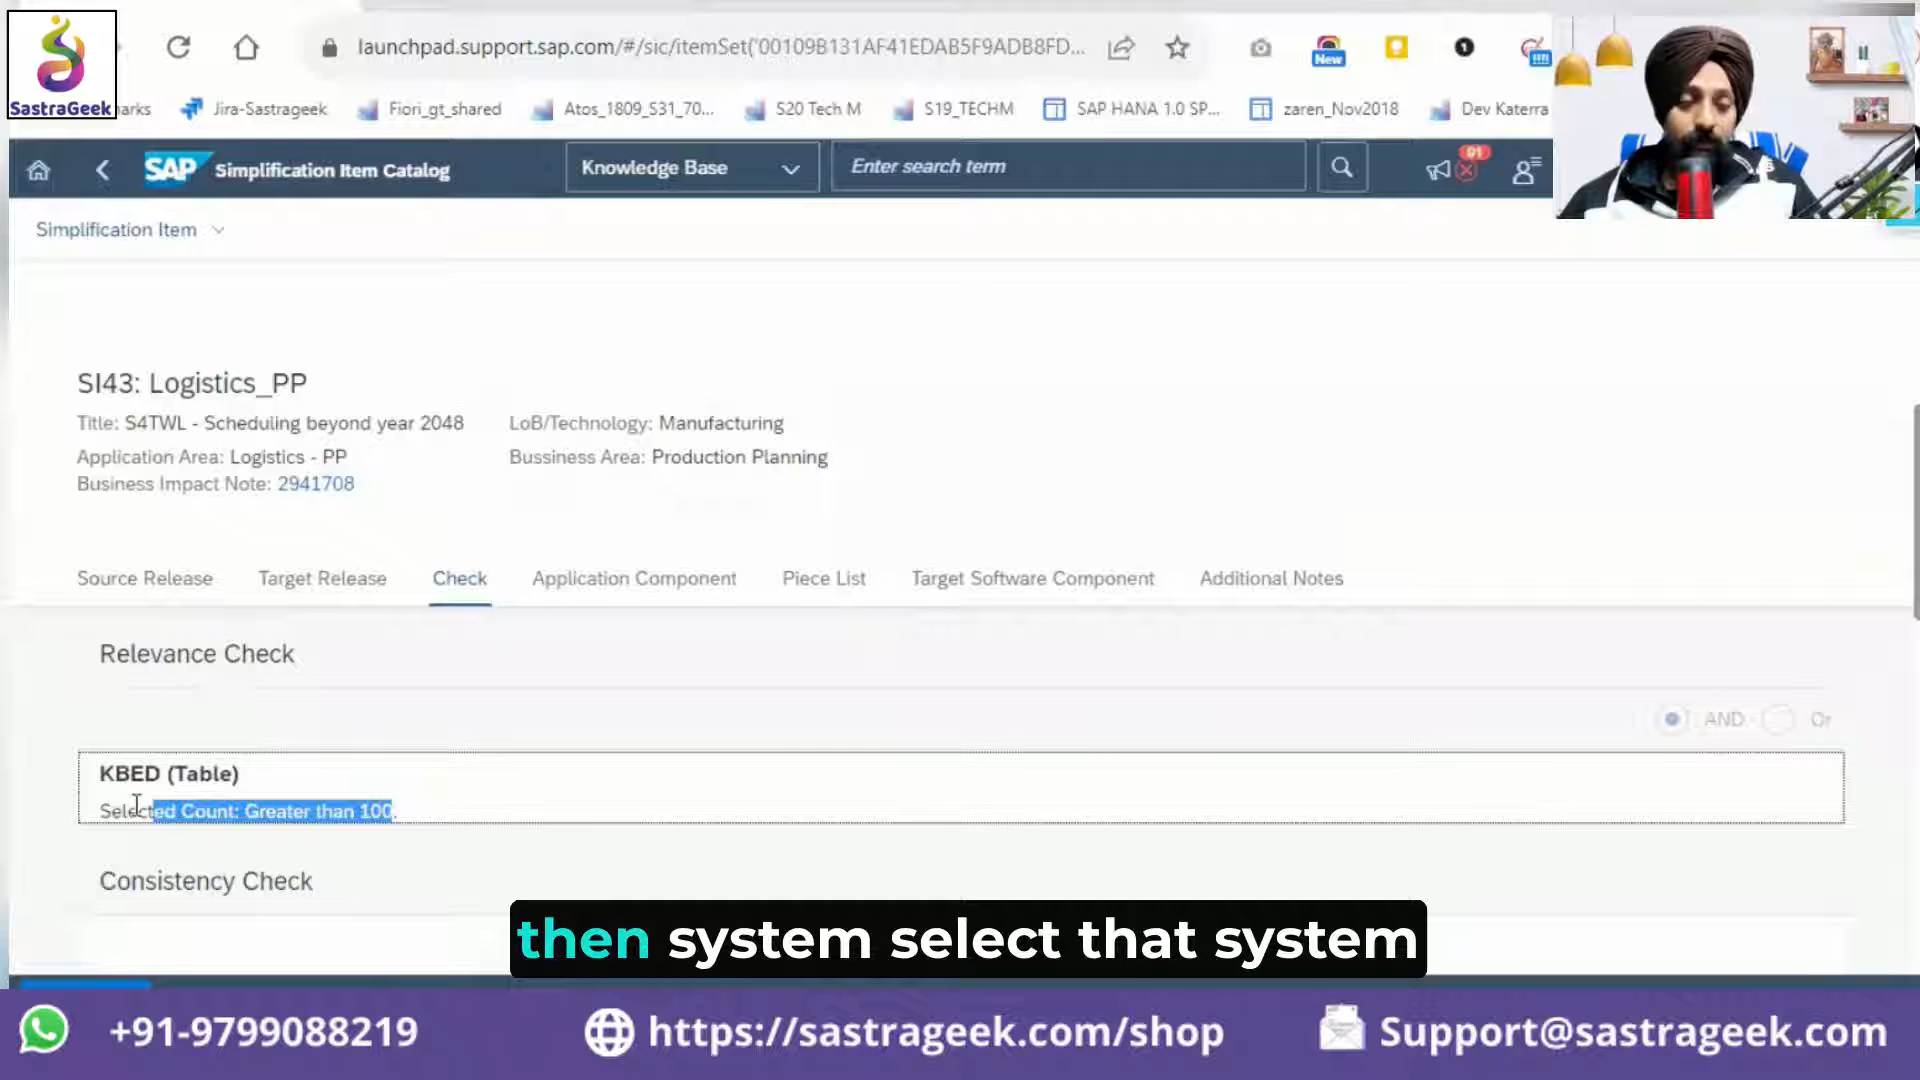 SastraGeek
launchpad.support.sap.com/#/sic/itemSet('00109B131AF41EDAB5F9ADB8FD...
New
1
arks
Jira-Sastrageek
Fiori_gt_shared
Atos_1809_S31_70...
S20 Tech M
S19_TECHM
SAP HANA 1.0 SP...
zaren_Nov2018
Dev Katerra
SAP
Simplification Item Catalog
Knowledge Base
Enter search term
91
Simplification Item
SI43: Logistics_PP
Title: S4TWL - Scheduling beyond year 2048
LoB/Technology: Manufacturing
Application Area: Logistics - PP
Bussiness Area: Production Planning
Business Impact Note: 2941708
Source Release
Target Release
Check
Application Component
Piece List
Target Software Component
Additional Notes
Relevance Check
AND
Or
KBED (Table)
Selected Count: Greater than 100.
Consistency Check
then system select that system
+91-9799088219
https://sastrageek.com/shop
Support@sastrageek.com